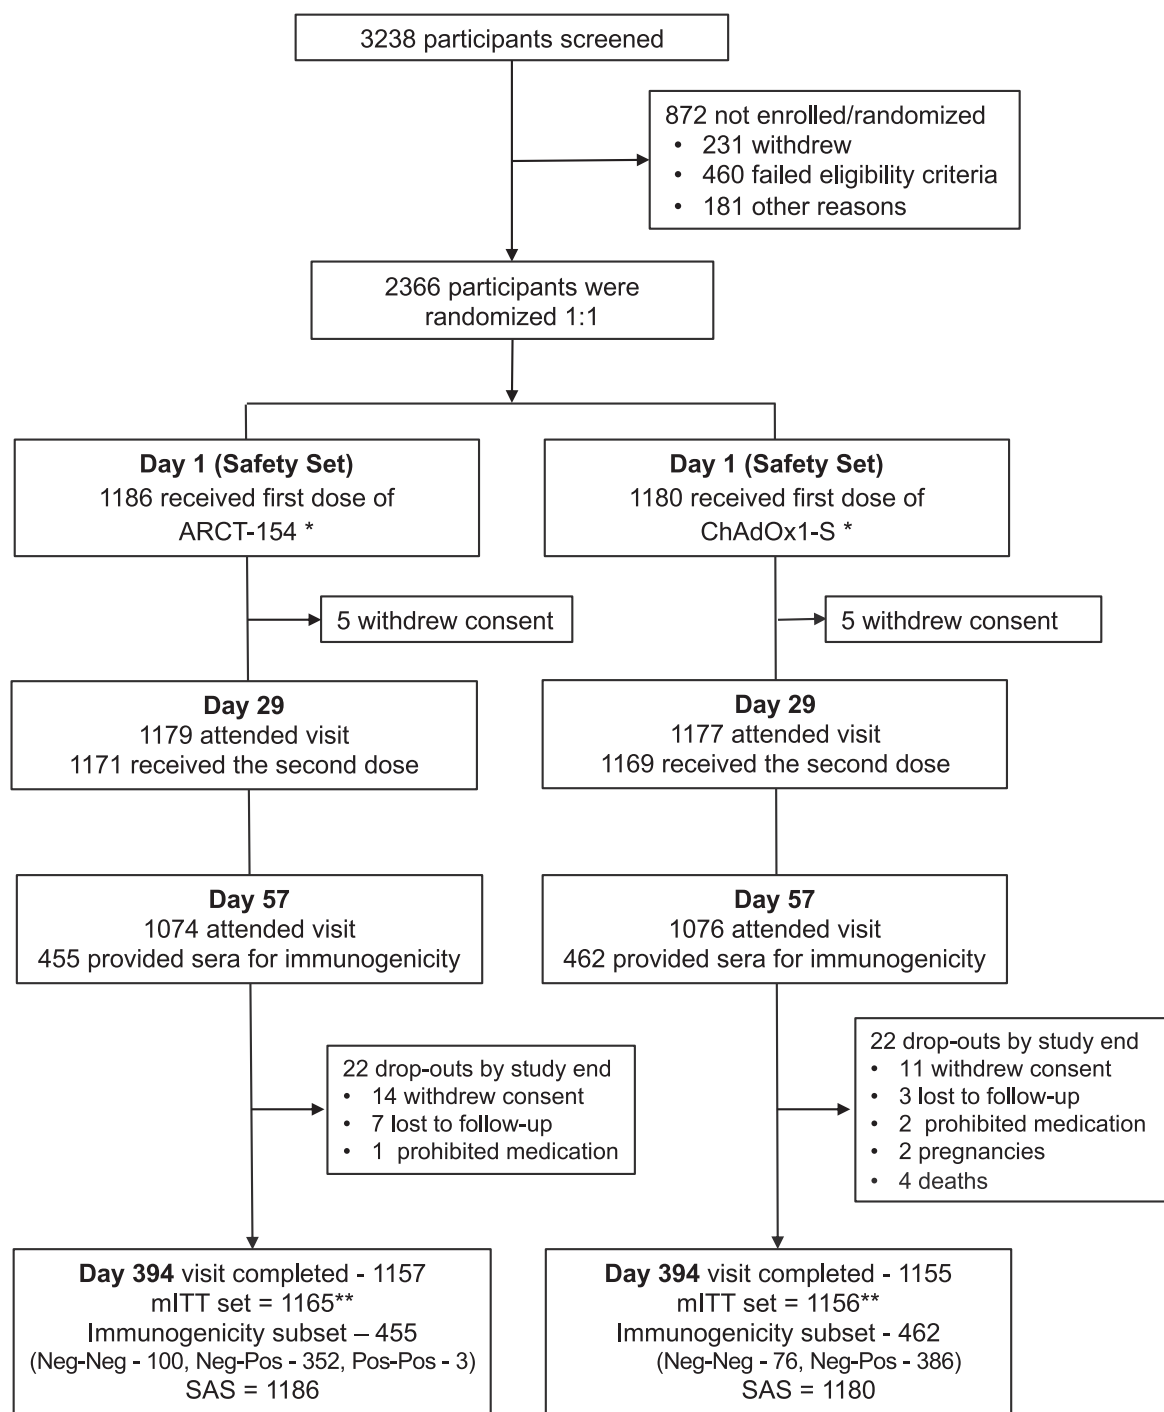 3238 participants screened
872 not enrolled/randomized
• 231 withdrew
• 460 failed eligibility criteria
• 181 other reasons
2366 participants were
randomized 1:1
Day 1 (Safety Set)
1186 received first dose of
ARCT-154 *
Day 1 (Safety Set)
1180 received first dose of
ChAdOx1-S *
5 withdrew consent
5 withdrew consent
Day 29
1179 attended visit
1171 received the second dose
Day 29
1177 attended visit
1169 received the second dose
Day 57
1074 attended visit
455 provided sera for immunogenicity
Day 57
1076 attended visit
462 provided sera for immunogenicity
22 drop-outs by study end
• 14 withdrew consent
• 7 lost to follow-up
• 1 prohibited medication
22 drop-outs by study end
• 11 withdrew consent
• 3 lost to follow-up
• 2 prohibited medication
• 2 pregnancies
• 4 deaths
Day 394 visit completed - 1157
mITT set = 1165**
Immunogenicity subset – 455
(Neg-Neg - 100, Neg-Pos - 352, Pos-Pos - 3)
SAS = 1186
Day 394 visit completed - 1155
mITT set = 1156**
Immunogenicity subset - 462
(Neg-Neg - 76, Neg-Pos - 386)
SAS = 1180